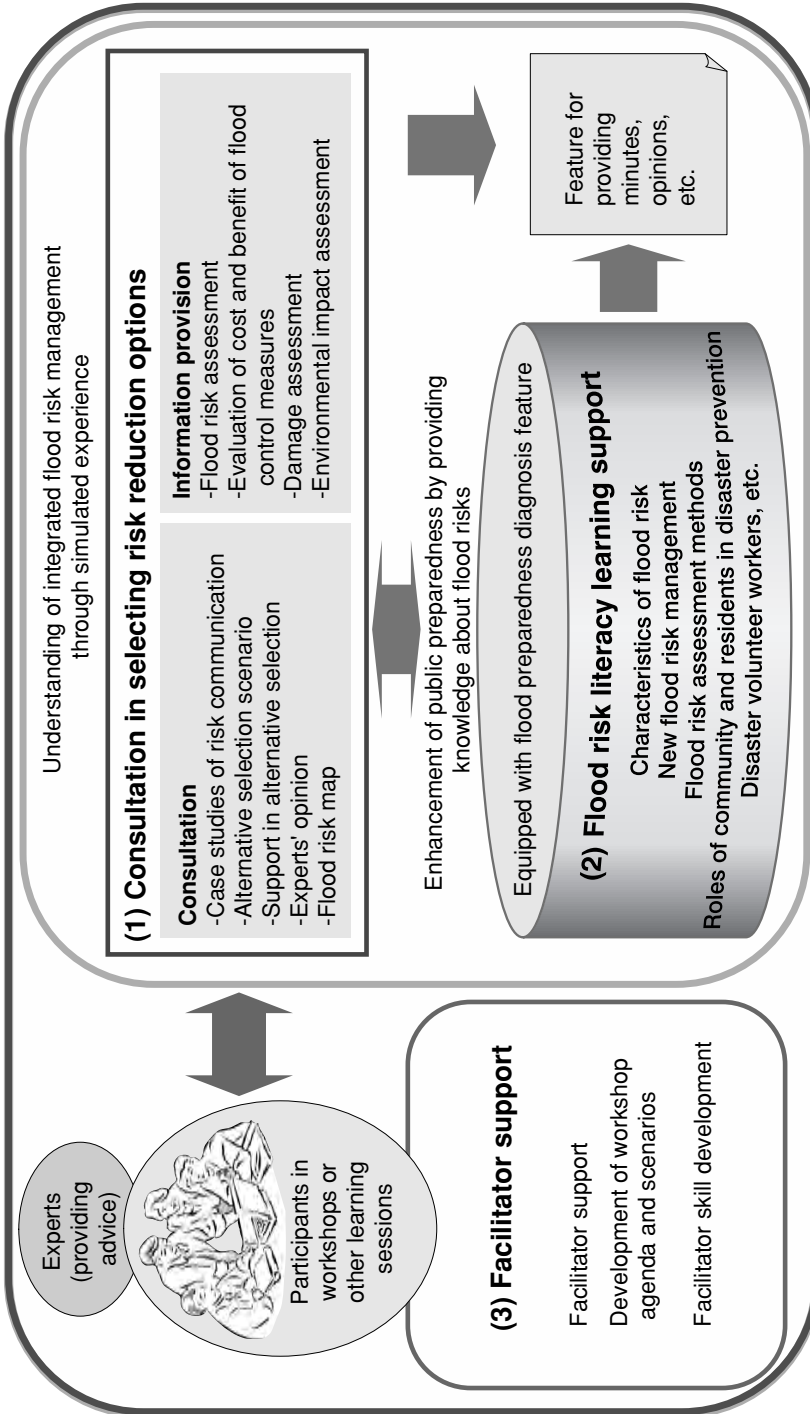 Experts
(providing
advice)
Participants in
workshops or
other learning
sessions
(3) Facilitator support
Facilitator support
Development of workshop
agenda and scenarios
Facilitator skill development
Understanding of integrated flood risk management
through simulated experience
(1) Consultation in selecting risk reduction options
Consultation
-Case studies of risk communication
-Alternative selection scenario
-Support in alternative selection
-Experts' opinion
-Flood risk map
Information provision
-Flood risk assessment
-Evaluation of cost and benefit of flood
control measures
-Damage assessment
-Environmental impact assessment
Enhancement of public preparedness by providing
knowledge about flood risks
Equipped with flood preparedness diagnosis feature
(2) Flood risk literacy learning support
Characteristics of flood risk
New flood risk management
Flood risk assessment methods
Roles of community and residents in disaster prevention
Disaster volunteer workers, etc.
Feature for
providing
minutes,
opinions,
etc.